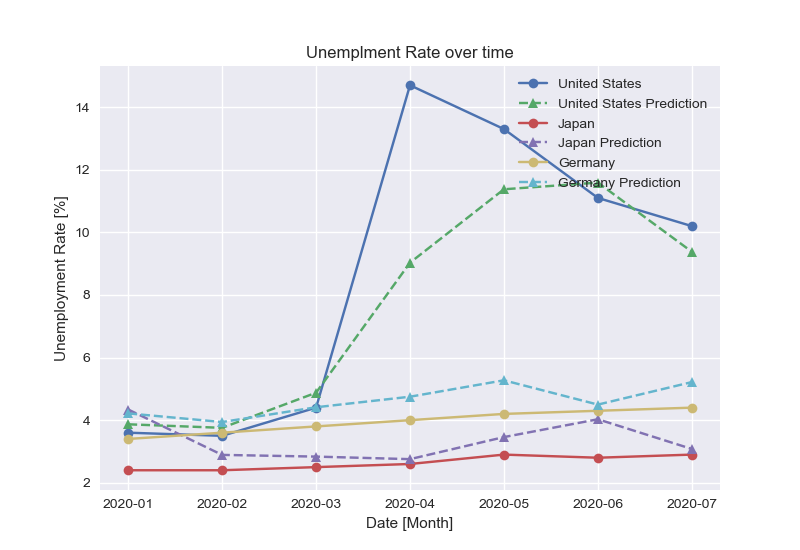 Unemplment Rate over time
United States
United States Prediction
Japan
Japan Prediction
Germany
Germany Prediction
Unemployment Rate [%]
14
12
10
8
6
4
2
2020-01 2020-02 2020-03 2020-04 2020-05 2020-06 2020-07
Date [Month]